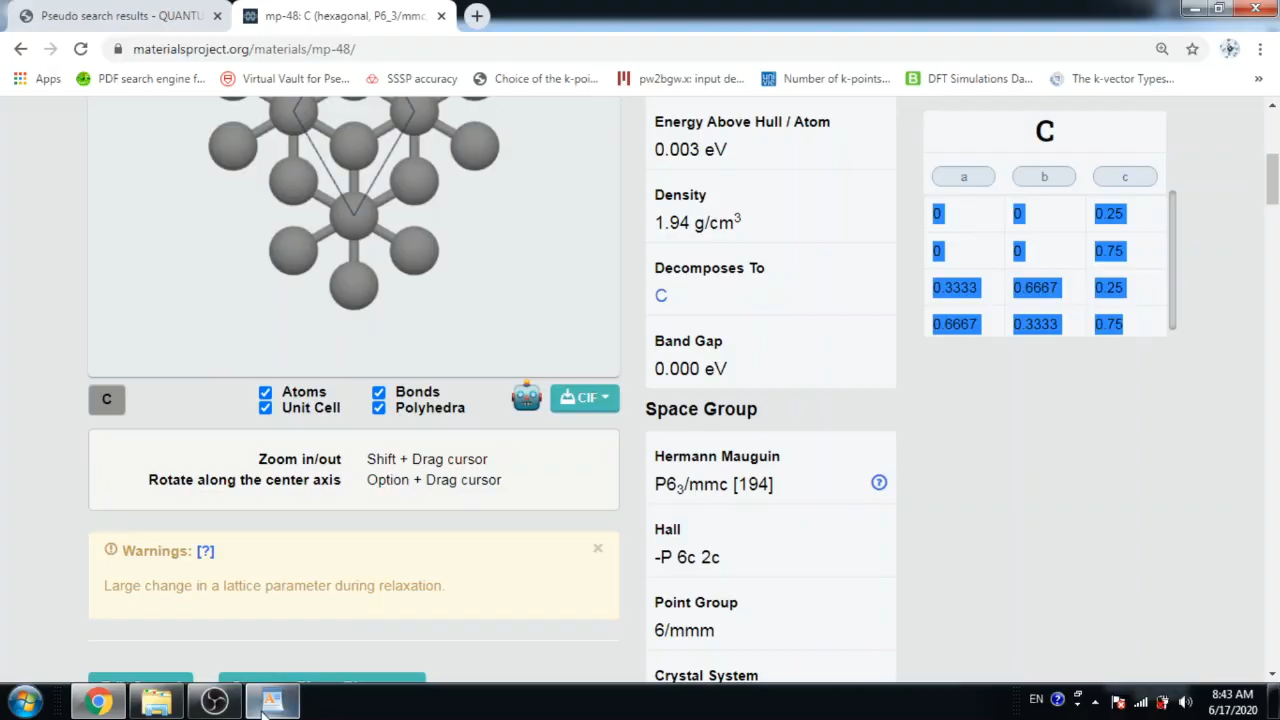 Pseudo search results - QUANTU
mp-48: C (hexagonal, P6_3/mmc,
materialsproject.org/materials/mp-48/
Apps
PDF search engine f...
Virtual Vault for Pse...
SSSP accuracy
Choice of the k-poi...
pw2bgw.x: input de...
Number of k-points...
DFT Simulations Da...
The k-vector Types...
»
Energy Above Hull / Atom
0.003 eV
Density
1.94 g/cm³
Decomposes To
C
Band Gap
0.000 eV
C
a b c
0 0 0.25
0 0 0.75
0.3333 0.6667 0.25
0.6667 0.3333 0.75
C
Atoms
Bonds
Unit Cell
Polyhedra
CIF
Zoom in/out Shift + Drag cursor
Rotate along the center axis Option + Drag cursor
Warnings: [?]
Large change in a lattice parameter during relaxation.
Space Group
Hermann Mauguin
P6₃/mmc [194]
?
Hall
-P 6c 2c
Point Group
6/mmm
Crystal System
EN
8:43 AM
6/17/2020